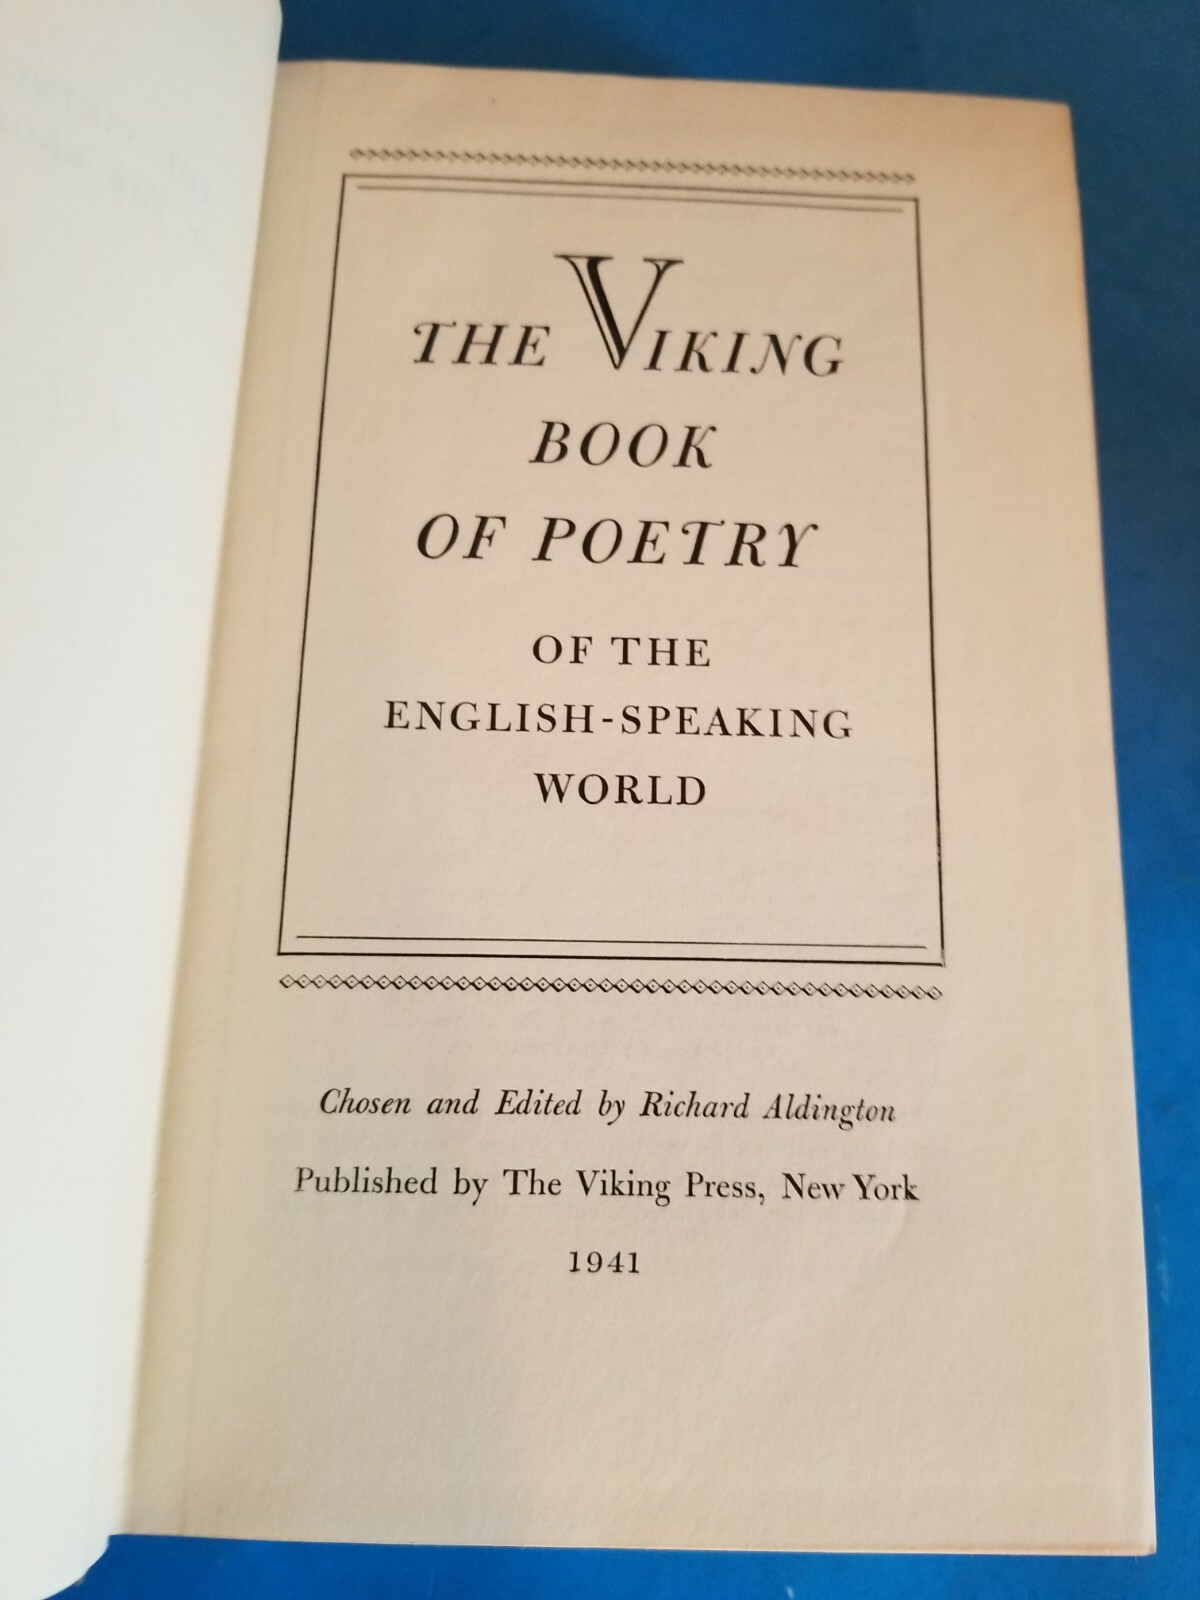 THE VIKING
BOOK
OF POETRY
OF THE
ENGLISH-SPEAKING
WORLD
Chosen and Edited by Richard Aldington
Published by The Viking Press, New York
1941